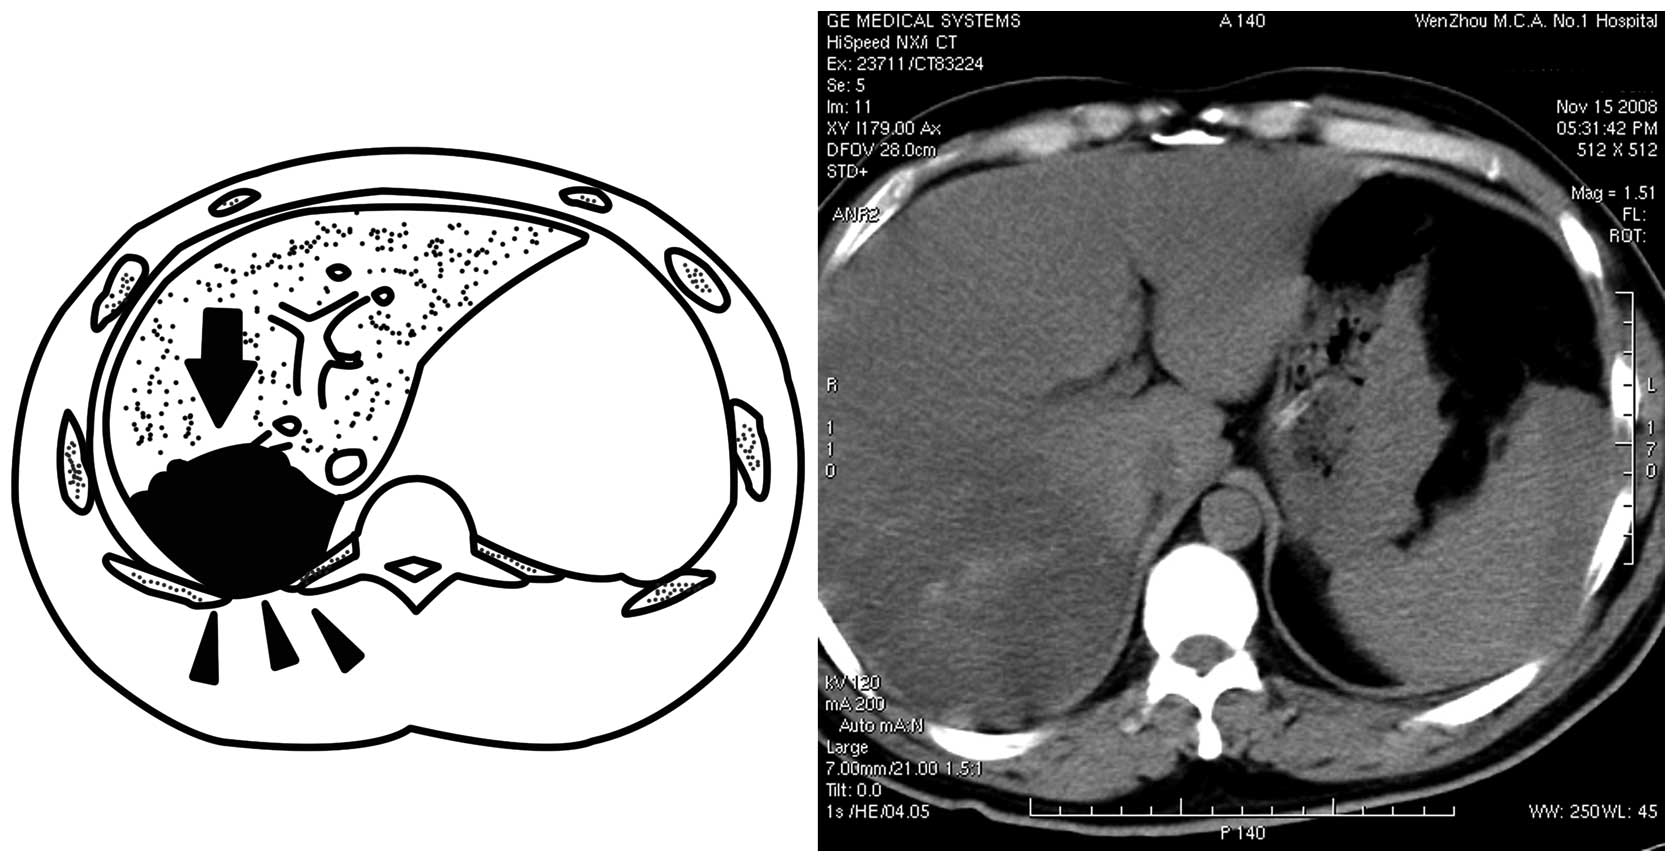 GE MEDICAL SYSTEMS
HiSpeed NX/i CT
Ex: 23711/CT83224
Se: 5
Im: 11
XY I179.00 Ax
DFOV 28.0cm
STD+
ANR2
A 140
WenZhou M.C.A. No.1 Hospital
Nov 15 2008
05:31:42 PM
512 X 512
Mag = 1.51
FL:
ROT:
R
1
1
0
L
1
7
0
kV 120
mA 200
Auto mA:N
Large
7.00mm/21.00 1.5:1
Tilt: 0.0
1s /HE/04.05
P 140
WW: 250WL: 45